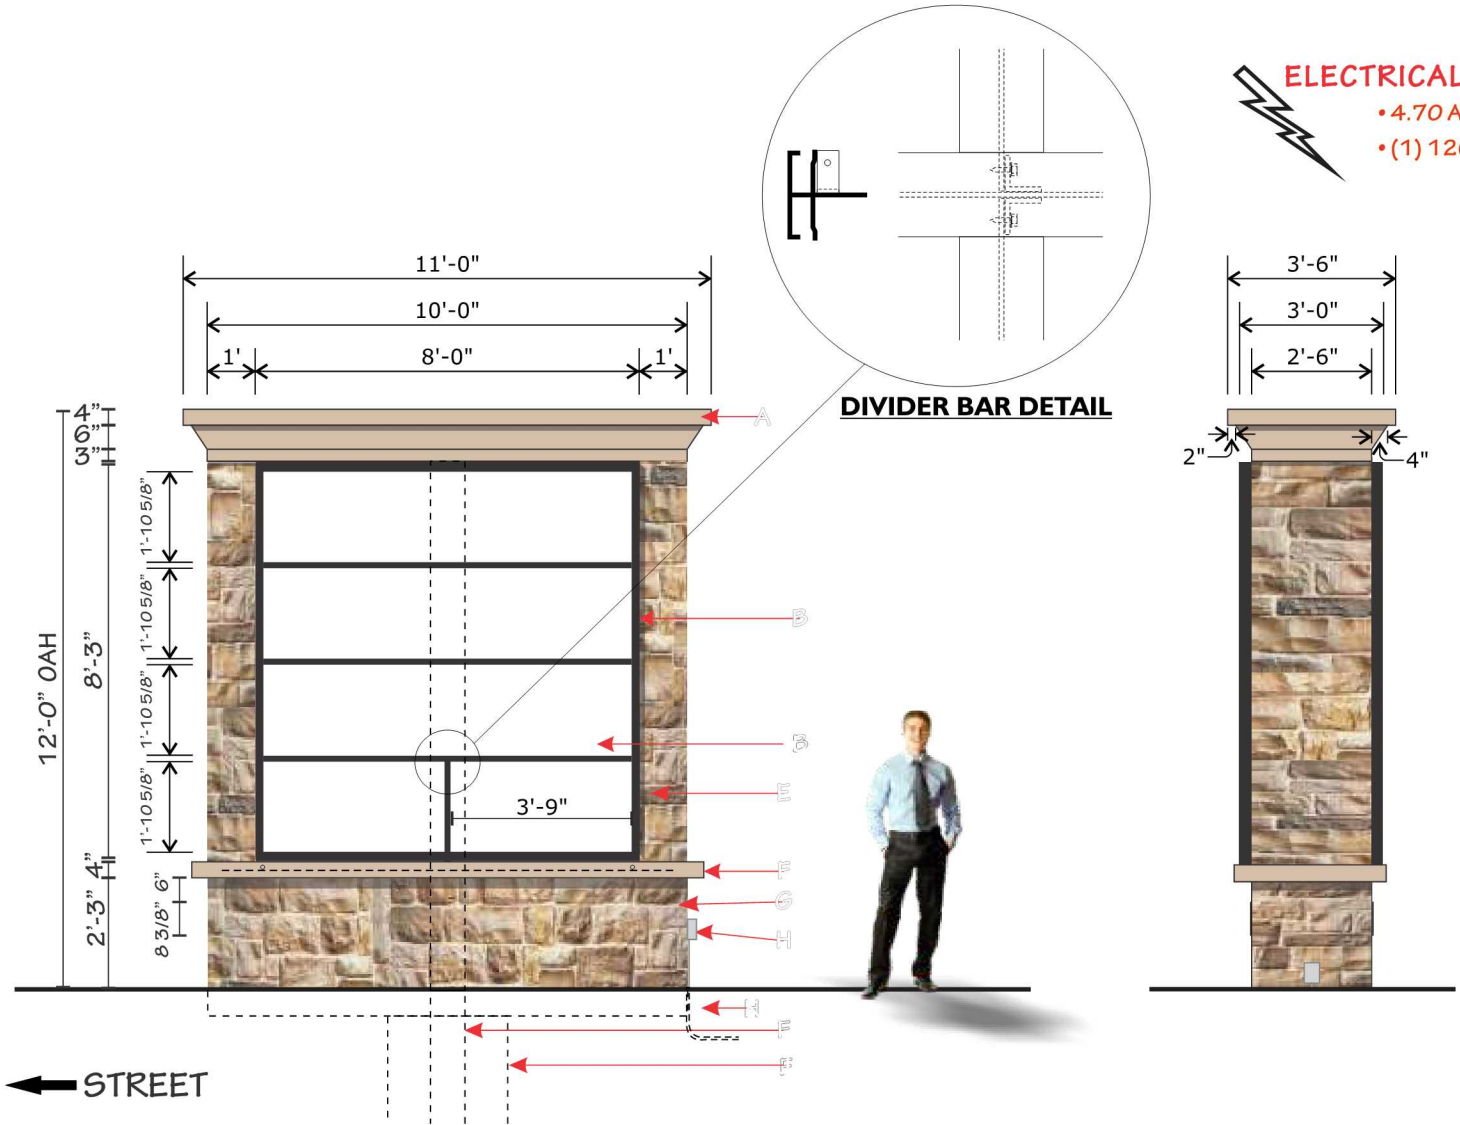 ELECTRICAL
• 4.70 A
• (1) 12
11'-0"
10'-0"
1'
8'-0"
1'
DIVIDER BAR DETAIL
3'-6"
3'-0"
2'-6"
2"
4"
4"
6"
3"
A
1'-10 5/8"
1'-10 5/8"
1'-10 5/8"
1'-10 5/8"
8'-3"
12'-0" OAH
B
B
E
3'-9"
4"
F
6"
G
8 3/8"
2'-3"
H
H
F
F
STREET